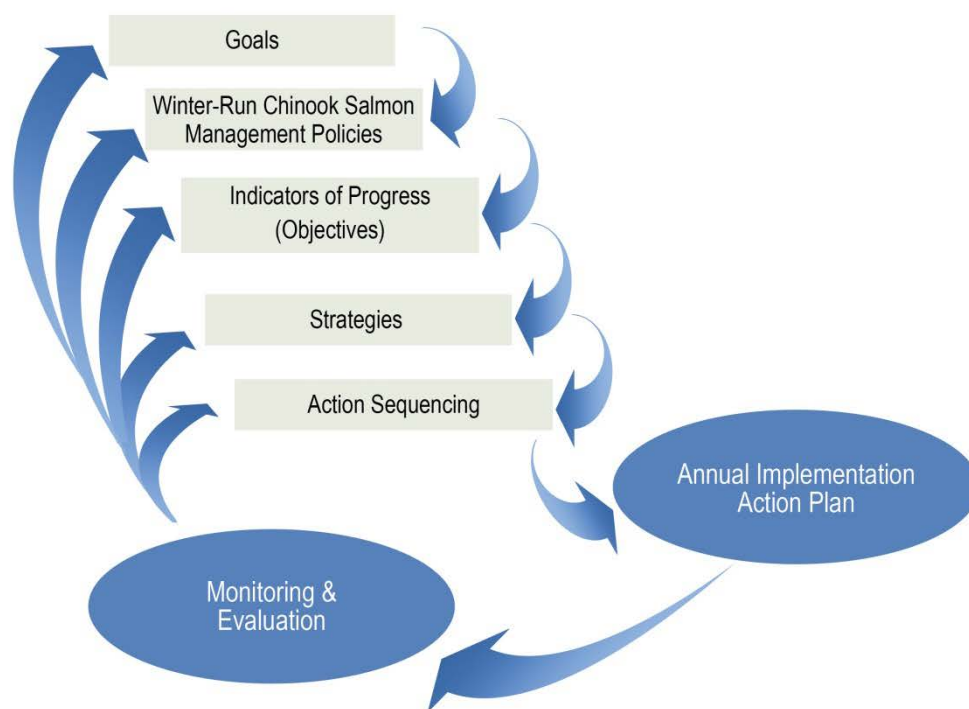 Goals
Winter-Run Chinook Salmon
Management Policies
Indicators of Progress
(Objectives)
Strategies
Action Sequencing
Annual Implementation
Action Plan
Monitoring &
Evaluation